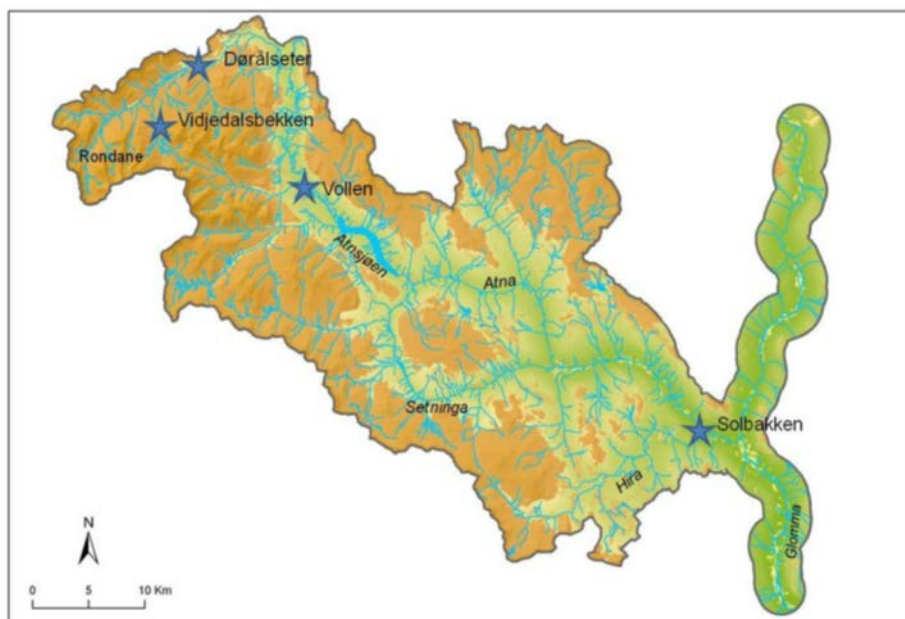 Dørålseter
Vidjedalsbekken
Rondane
Vollen
Atnsjøen
Atna
Setninga
Solbakken
Hira
Glomma
N
0 5 10 Km